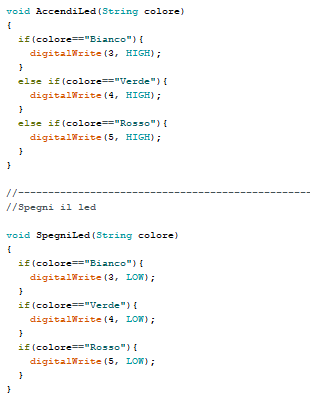 void AccendiLed(String colore)
{
  if(colore=="Bianco"){
    digitalWrite(3, HIGH);
  }
  else if(colore=="Verde"){
    digitalWrite(4, HIGH);
  }
  else if(colore=="Rosso"){
    digitalWrite(5, HIGH);
  }
}
//-------------------------------------------------
//Spegni il led
void SpegniLed(String colore)
{
  if(colore=="Bianco"){
    digitalWrite(3, LOW);
  }
  if(colore=="Verde"){
    digitalWrite(4, LOW);
  }
  if(colore=="Rosso"){
    digitalWrite(5, LOW);
  }
}